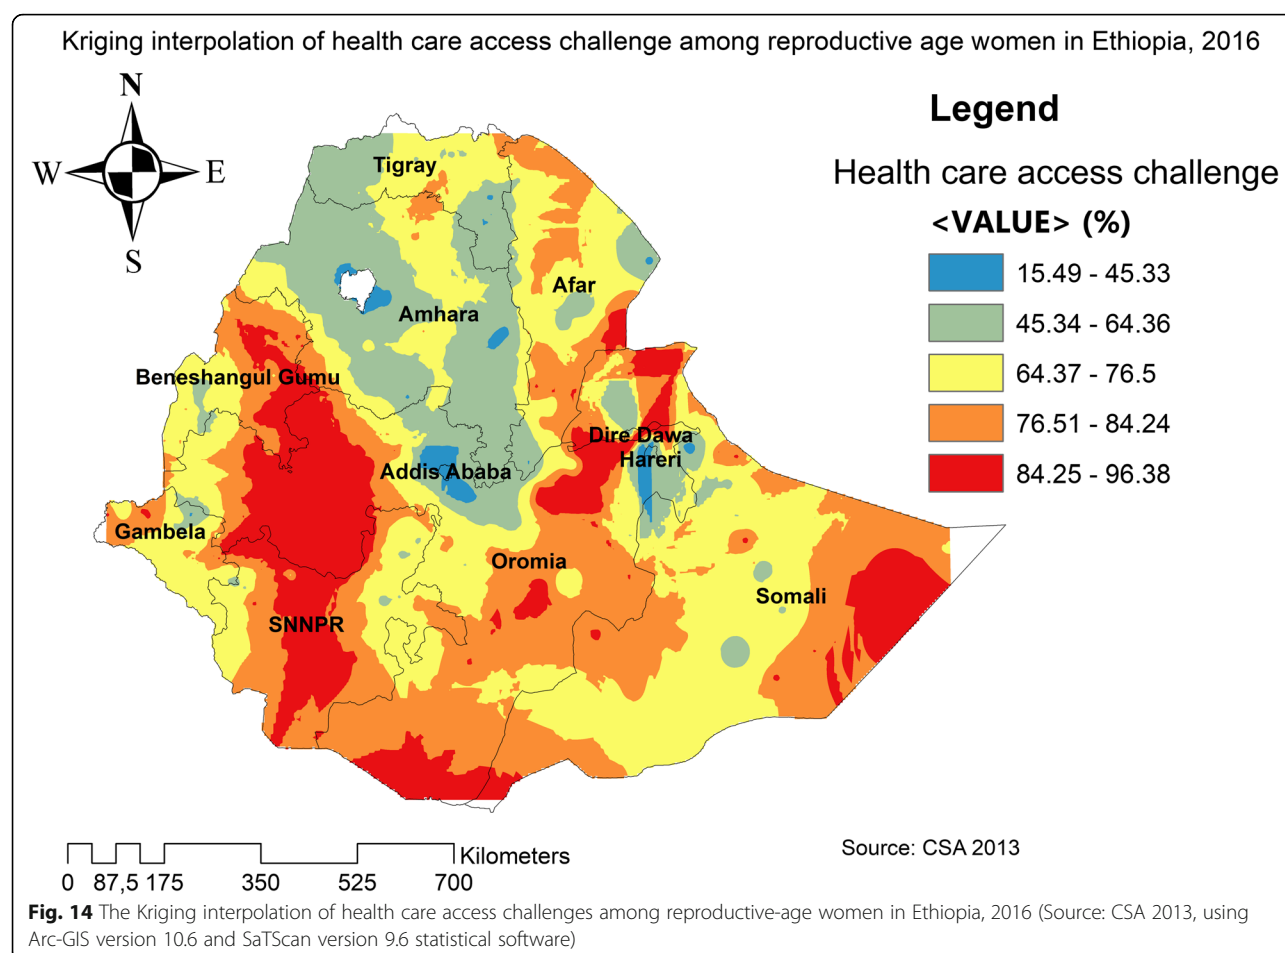 Kriging interpolation of health care access challenge among reproductive age women in Ethiopia, 2016
N
W
E
S
Legend
Health care access challenge
<VALUE> (%)
15.49 - 45.33
45.34 - 64.36
64.37 - 76.5
76.51 - 84.24
84.25 - 96.38
Tigray
Afar
Amhara
Beneshangul Gumu
Dire Dawa
Hareri
Addis Ababa
Gambela
Oromia
Somali
SNNPR
Kilometers
0 87,5 175 350 525 700
Source: CSA 2013
Fig. 14 The Kriging interpolation of health care access challenges among reproductive-age women in Ethiopia, 2016 (Source: CSA 2013, using
Arc-GIS version 10.6 and SaTScan version 9.6 statistical software)